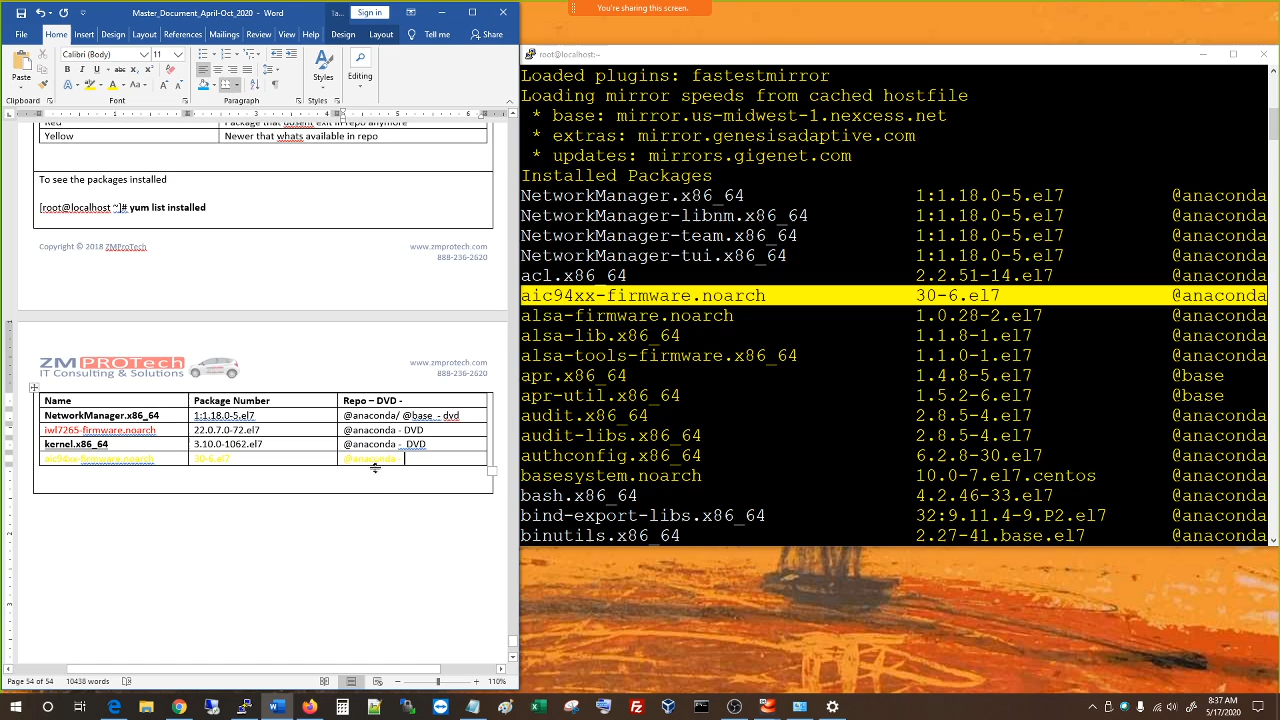 Master_Document_April-Oct_2020 -
Ta...
Sign in
You're sharing this screen.
File Home Insert Design Layout References Mailings Review View Help Design Layout Tell me Share
Calibri (Body) 11
Paste
Styles
Editing
Clipboard Font Paragraph Styles
root@localhost:~
Yellow
Newer that whats available in repo
To see the packages installed
[root@localhost ~]# yum list installed
Copyright © 2018 ZMProTech
www.zmprotech.com
888-236-2620
ZM PROTech
IT Consulting & Solutions
www.zmprotech.com
888-236-2620
Name Package Number Repo – DVD -
NetworkManager.x86_64 1:1.18.0-5.el7 @anaconda/ @base - dvd
iwl7265-firmware.noarch 22.0.7.0-72.el7 @anaconda - DVD
kernel.x86_64 3.10.0-1062.el7 @anaconda - DVD
aic94xx-firmware.noarch 30-6.el7 @anaconda-
Page 54 of 54 10438 words
110%
Loaded plugins: fastestmirror
Loading mirror speeds from cached hostfile
* base: mirror.us-midwest-1.nexcess.net
* extras: mirror.genesisadaptive.com
* updates: mirrors.gigenet.com
Installed Packages
NetworkManager.x86_64 1:1.18.0-5.el7 @anaconda
NetworkManager-libnm.x86_64 1:1.18.0-5.el7 @anaconda
NetworkManager-team.x86_64 1:1.18.0-5.el7 @anaconda
NetworkManager-tui.x86_64 1:1.18.0-5.el7 @anaconda
acl.x86_64 2.2.51-14.el7 @anaconda
aic94xx-firmware.noarch 30-6.el7 @anaconda
alsa-firmware.noarch 1.0.28-2.el7 @anaconda
alsa-lib.x86_64 1.1.8-1.el7 @anaconda
alsa-tools-firmware.x86_64 1.1.0-1.el7 @anaconda
apr.x86_64 1.4.8-5.el7 @base
apr-util.x86_64 1.5.2-6.el7 @base
audit.x86_64 2.8.5-4.el7 @anaconda
audit-libs.x86_64 2.8.5-4.el7 @anaconda
authconfig.x86_64 6.2.8-30.el7 @anaconda
basesystem.noarch 10.0-7.el7.centos @anaconda
bash.x86_64 4.2.46-33.el7 @anaconda
bind-export-libs.x86_64 32:9.11.4-9.P2.el7 @anaconda
binutils.x86_64 2.27-41.base.el7 @anaconda
8:37 AM
5/17/2020